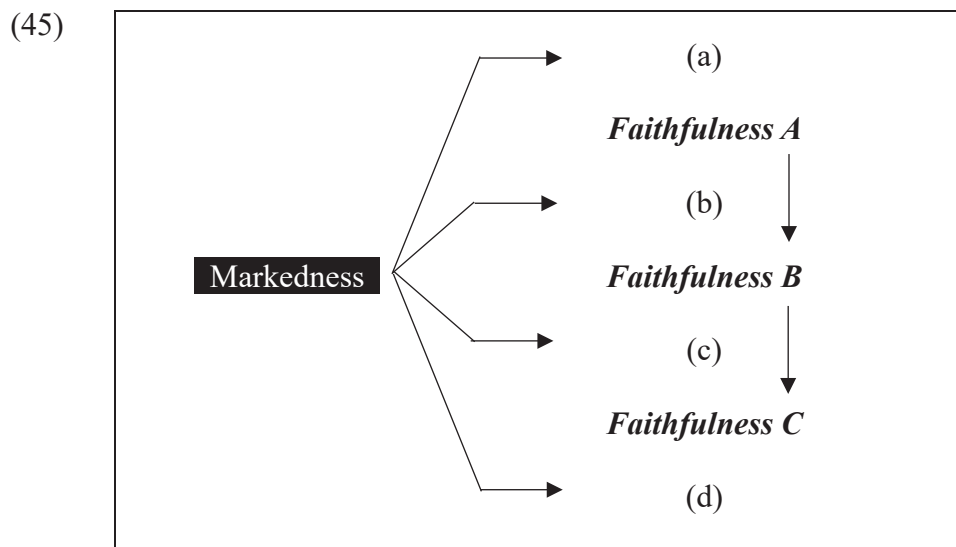 (45)
(a)
Faithfulness A
(b)
Markedness
Faithfulness B
(c)
Faithfulness C
(d)